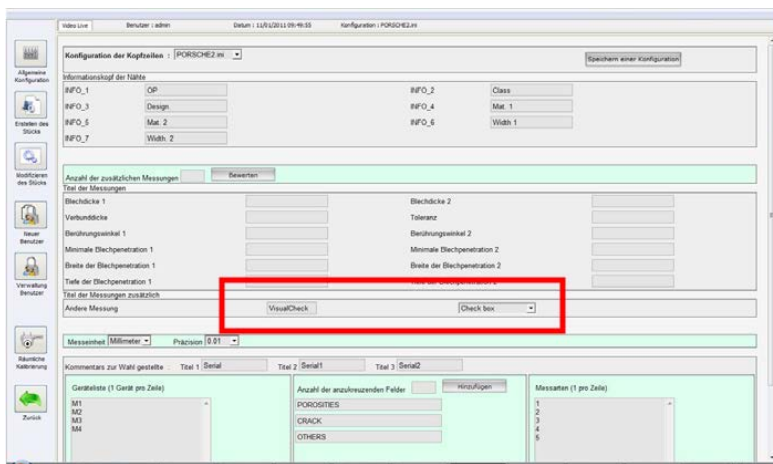 Video Live Benutzer : admin Datum : 11/01/2011 09:49:55 Konfiguration : PORSCHE2.ini
Allgemeine Konfiguration
Erstellen des Stücks
Modifizieren des Stücks
Neuer Benutzer
Verwaltung Benutzer
Räumliche Kalibrierung
Zurück
Konfiguration der Kopfzeilen : PORSCHE2.ini Speichern einer Konfiguration
Informationskopf der Nähte
INFO_1 OP INFO_2 Class
INFO_3 Design INFO_4 Mat. 1
INFO_5 Mat. 2 INFO_6 Width 1
INFO_7 Width. 2
Anzahl der zusätzlichen Messungen Bewerten
Titel der Messungen
Blechdicke 1 Blechdicke 2
Verbunddicke Toleranz
Berührungswinkel 1 Berührungswinkel 2
Minimale Blechpenetration 1 Minimale Blechpenetration 2
Breite der Blechpenetration 1 Breite der Blechpenetration 2
Tiefe der Blechpenetration 1 Tiefe der Blechpenetration 2
Titel der Messungen zusätzlich
Andere Messung VisualCheck Check box
Messeinheit Millimeter Präzision 0.01
Kommentars zur Wahl gestellte : Titel 1 Serial Titel 2 Serial1 Titel 3 Serial2
Geräteliste (1 Gerät pro Zeile)
M1
M2
M3
M4
Anzahl der anzukreuzenden Felder Hinzufügen
POROSITIES
CRACK
OTHERS
Messarten (1 pro Zeile)
1
2
3
4
5